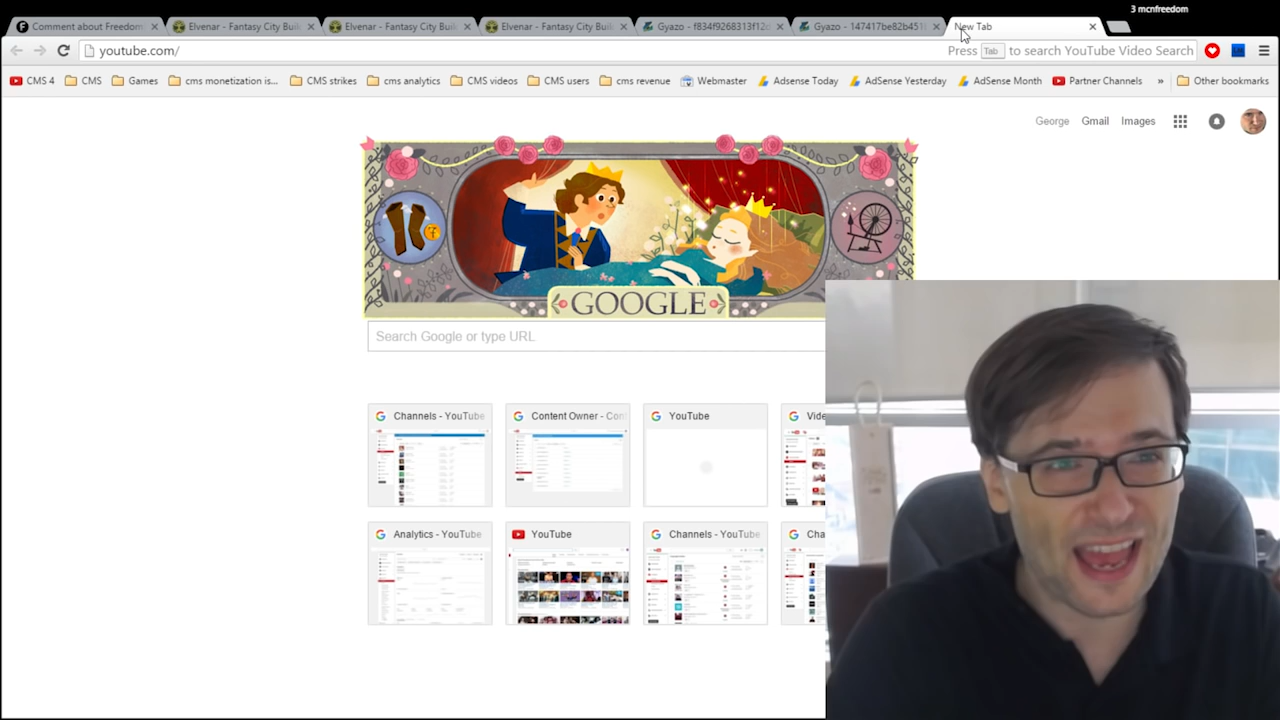 3 mcnfreedom
Comment about Freedom!
Elvenar - Fantasy City Buil
Elvenar - Fantasy City Buil
Elvenar - Fantasy City Buil
Gyazo - f834f9268313f12d
Gyazo - 147417be82b451
New Tab
youtube.com/
Press Tab to search YouTube Video Search
CMS 4
CMS
Games
cms monetization is...
CMS strikes
cms analytics
CMS videos
CMS users
cms revenue
Webmaster
Adsense Today
AdSense Yesterday
AdSense Month
Partner Channels
»
Other bookmarks
George
Gmail
Images
GOOGLE
Search Google or type URL
Channels - YouTube
Content Owner - Con
YouTube
Vide
Analytics - YouTube
YouTube
Channels - YouTube
Cha